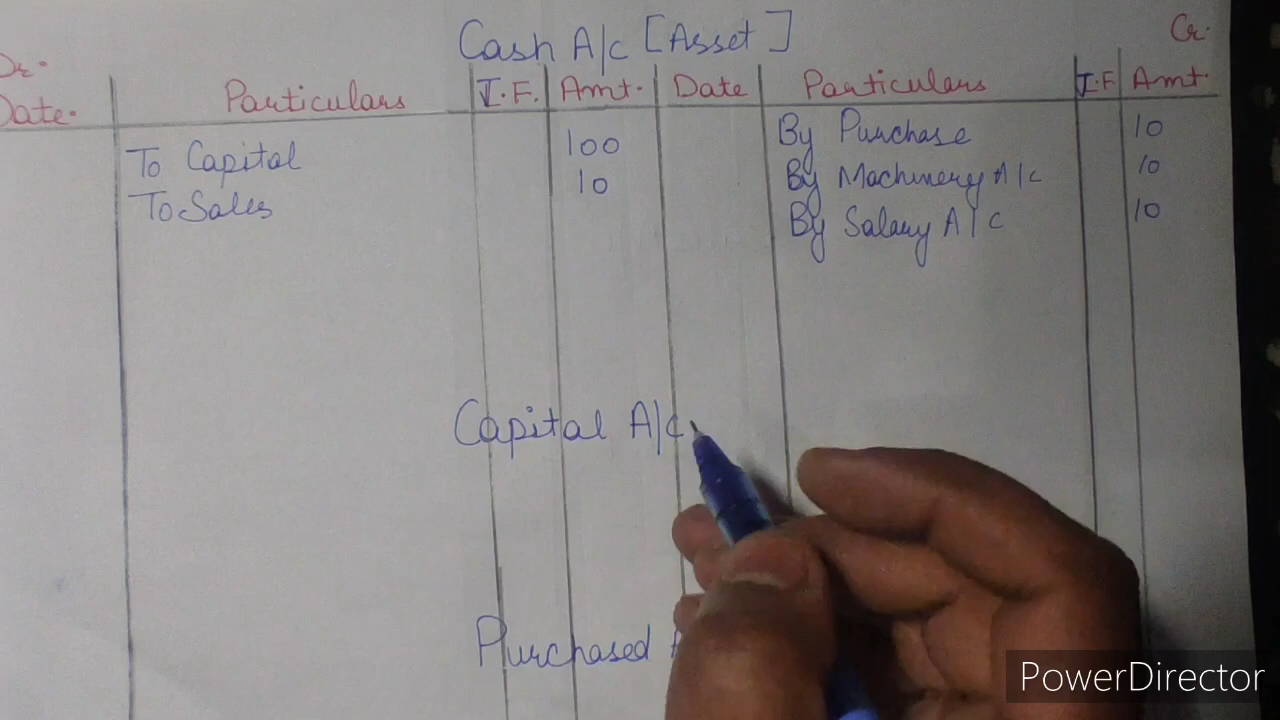 Cash A/c [Asset]
Dr. Cr.
Date. Particulars I.F. Amt. Date Particulars I.F Amt.
To Capital 100 By Purchase 10
To Sales 10 By Machinery A/c 10
By Salary A/c 10
Capital A/c
Purchased
PowerDirector